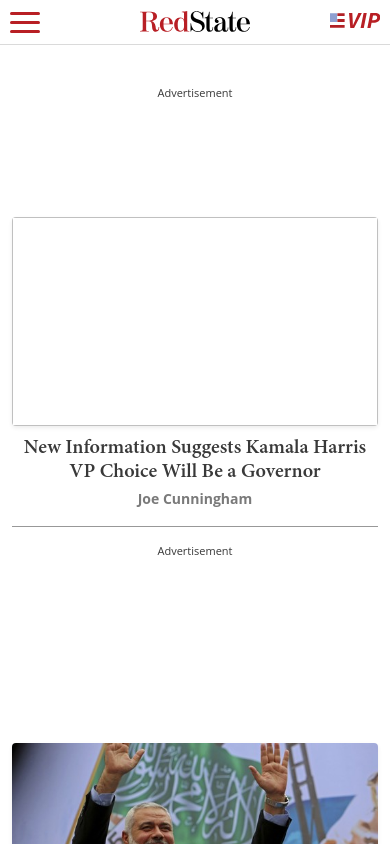 RedState
VIP
Advertisement
New Information Suggests Kamala Harris
VP Choice Will Be a Governor
Joe Cunningham
Advertisement